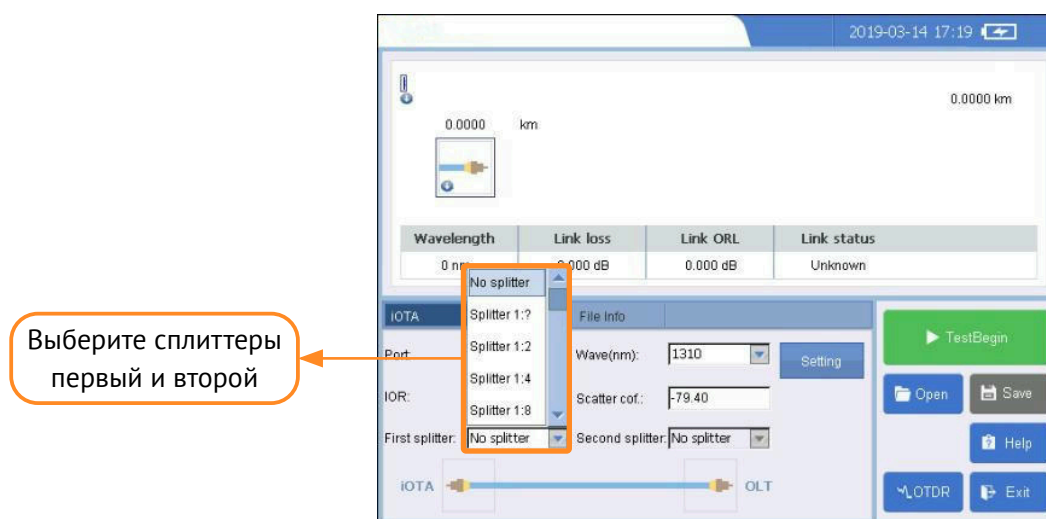 2019-03-14 17:19
0.0000 km
0.0000 km
Wavelength Link loss Link ORL Link status
0.000 dB 0.000 dB Unknown
No splitter
Splitter 1:?
Splitter 1:2
Splitter 1:4
Splitter 1:8
iOTA File Info
Выберите сплиттеры
первый и второй
Port: Wave(nm): 1310 Setting
IOR: Scatter cof.: -79.40
First splitter: No splitter Second splitter: No splitter
iOTA OLT
TestBegin
Open Save
Help
OTDR Exit